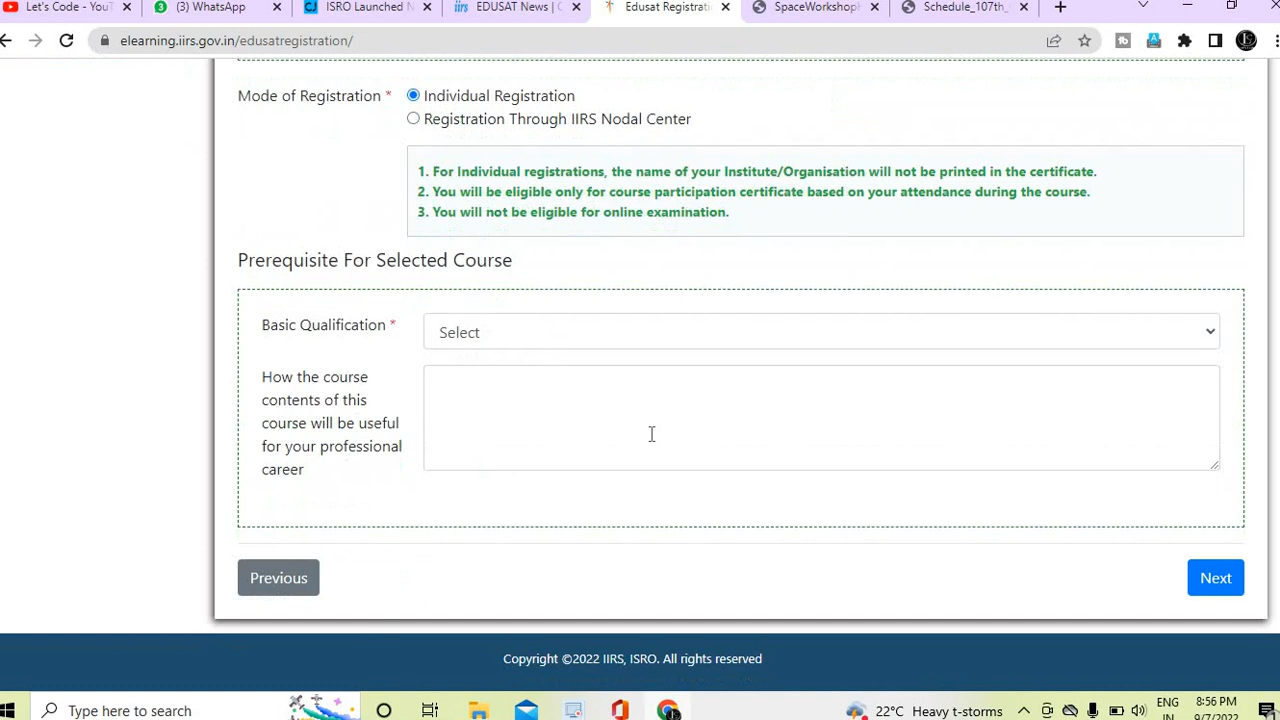 Let's Code - YouT
(3) WhatsApp
ISRO Launched N
iirs EDUSAT News | C
Edusat Registrati
SpaceWorkshopF
Schedule_107th_
elearning.iirs.gov.in/edusatregistration/
Mode of Registration *
Individual Registration
Registration Through IIRS Nodal Center
1. For Individual registrations, the name of your Institute/Organisation will not be printed in the certificate.
2. You will be eligible only for course participation certificate based on your attendance during the course.
3. You will not be eligible for online examination.
Prerequisite For Selected Course
Basic Qualification *
Select
How the course
contents of this
course will be useful
for your professional
career
Previous
Next
Copyright ©2022 IIRS, ISRO. All rights reserved
Type here to search
22°C Heavy t-storms
ENG
IN
8:56 PM